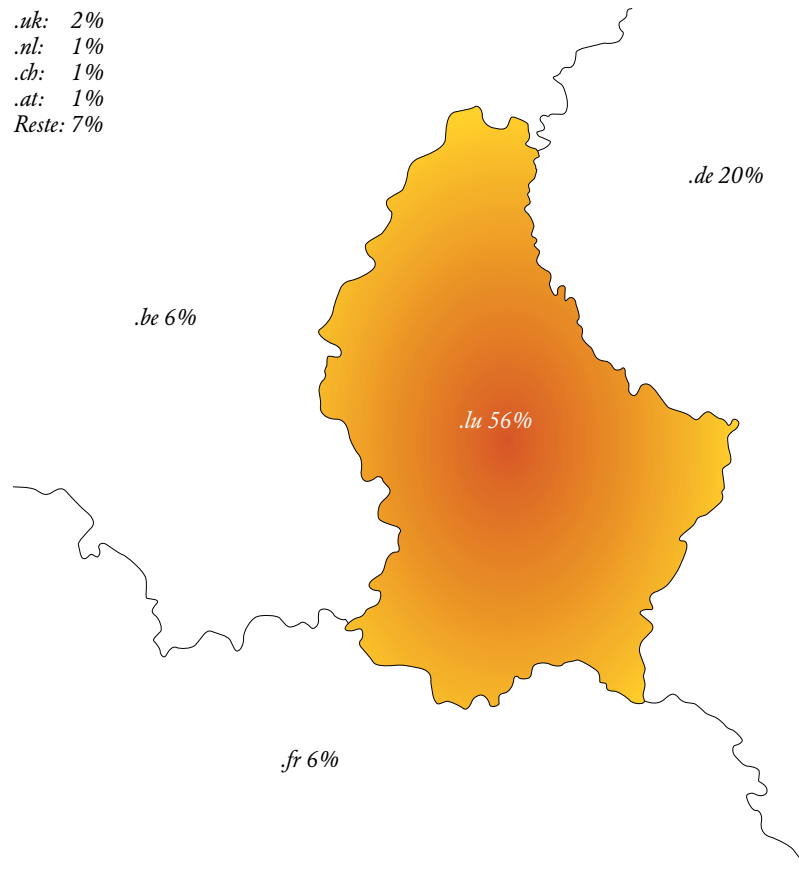 .uk: 2%
.nl: 1%
.ch: 1%
.at: 1%
Reste: 7%
.de 20%
.be 6%
.lu 56%
.fr 6%